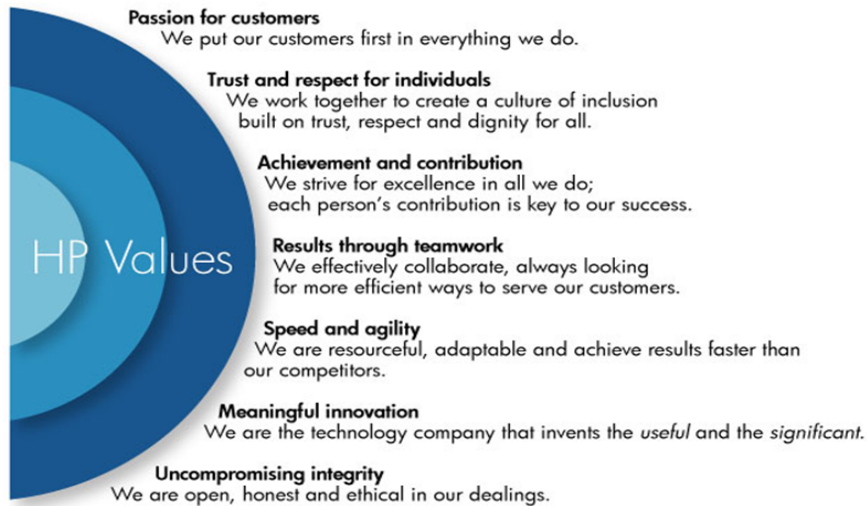 Passion for customers
We put our customers first in everything we do.
Trust and respect for individuals
We work together to create a culture of inclusion
built on trust, respect and dignity for all.
Achievement and contribution
We strive for excellence in all we do;
each person's contribution is key to our success.
HP Values
Results through teamwork
We effectively collaborate, always looking
for more efficient ways to serve our customers.
Speed and agility
We are resourceful, adaptable and achieve results faster than
our competitors.
Meaningful innovation
We are the technology company that invents the useful and the significant.
Uncompromising integrity
We are open, honest and ethical in our dealings.